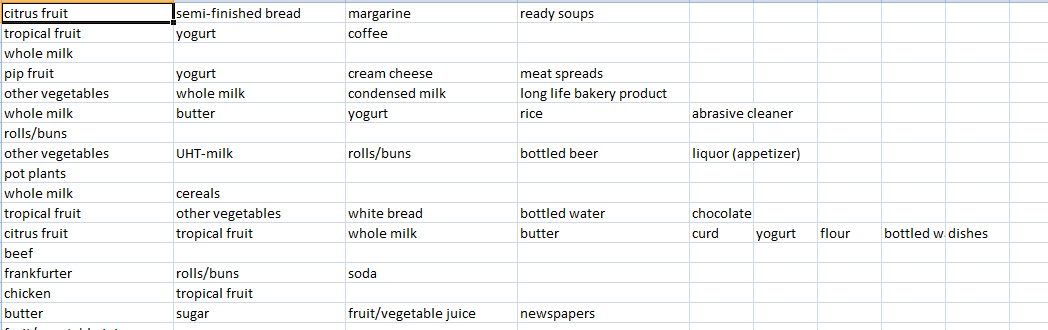 citrus fruit semi-finished bread margarine ready soups
tropical fruit yogurt coffee
whole milk
pip fruit yogurt cream cheese meat spreads
other vegetables whole milk condensed milk long life bakery product
whole milk butter yogurt rice abrasive cleaner
rolls/buns
other vegetables UHT-milk rolls/buns bottled beer liquor (appetizer)
pot plants
whole milk cereals
tropical fruit other vegetables white bread bottled water chocolate
citrus fruit tropical fruit whole milk butter curd yogurt flour bottled w dishes
beef
frankfurter rolls/buns soda
chicken tropical fruit
butter sugar fruit/vegetable juice newspapers